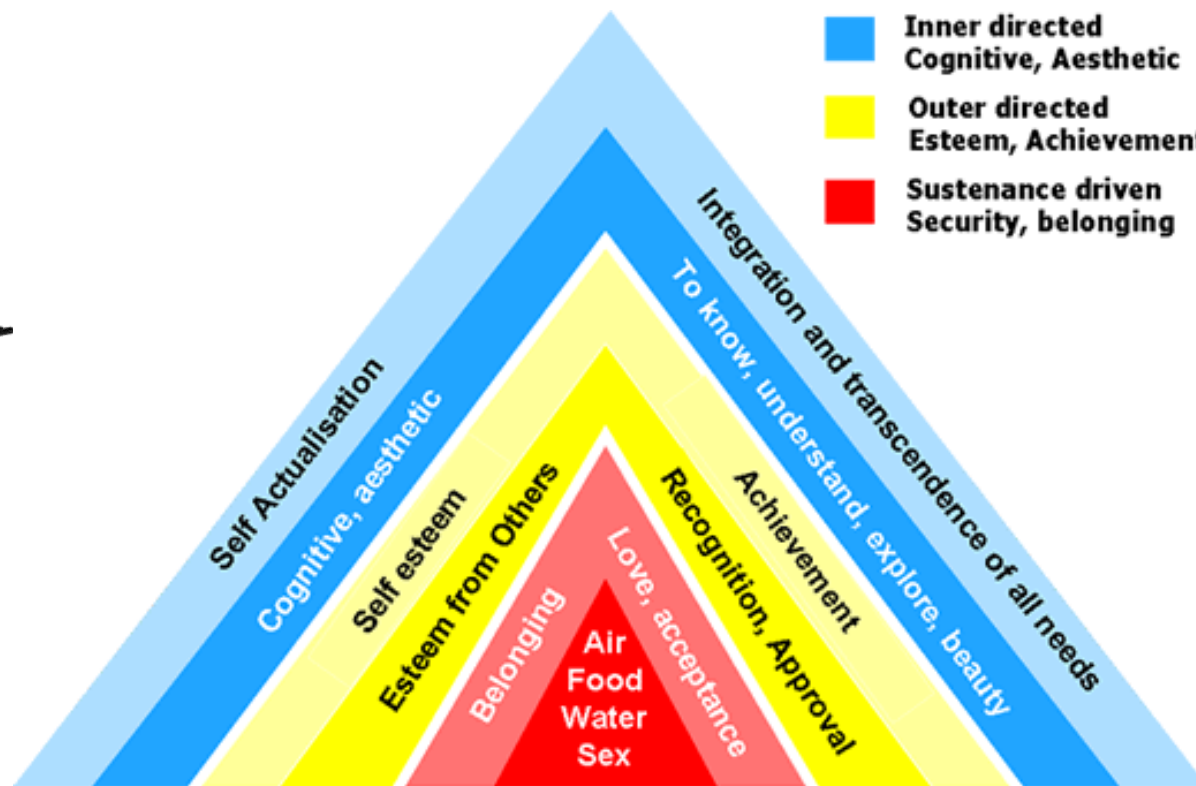 Inner directed
Cognitive, Aesthetic
Outer directed
Esteem, Achievement
Sustenance driven
Security, belonging
Self Actualisation
Integration and transcendence of all needs
Cognitive, aesthetic
To know, understand, explore, beauty
Self esteem
Achievement
Esteem from Others
Recognition, Approval
Belonging
Love, acceptance
Air
Food
Water
Sex